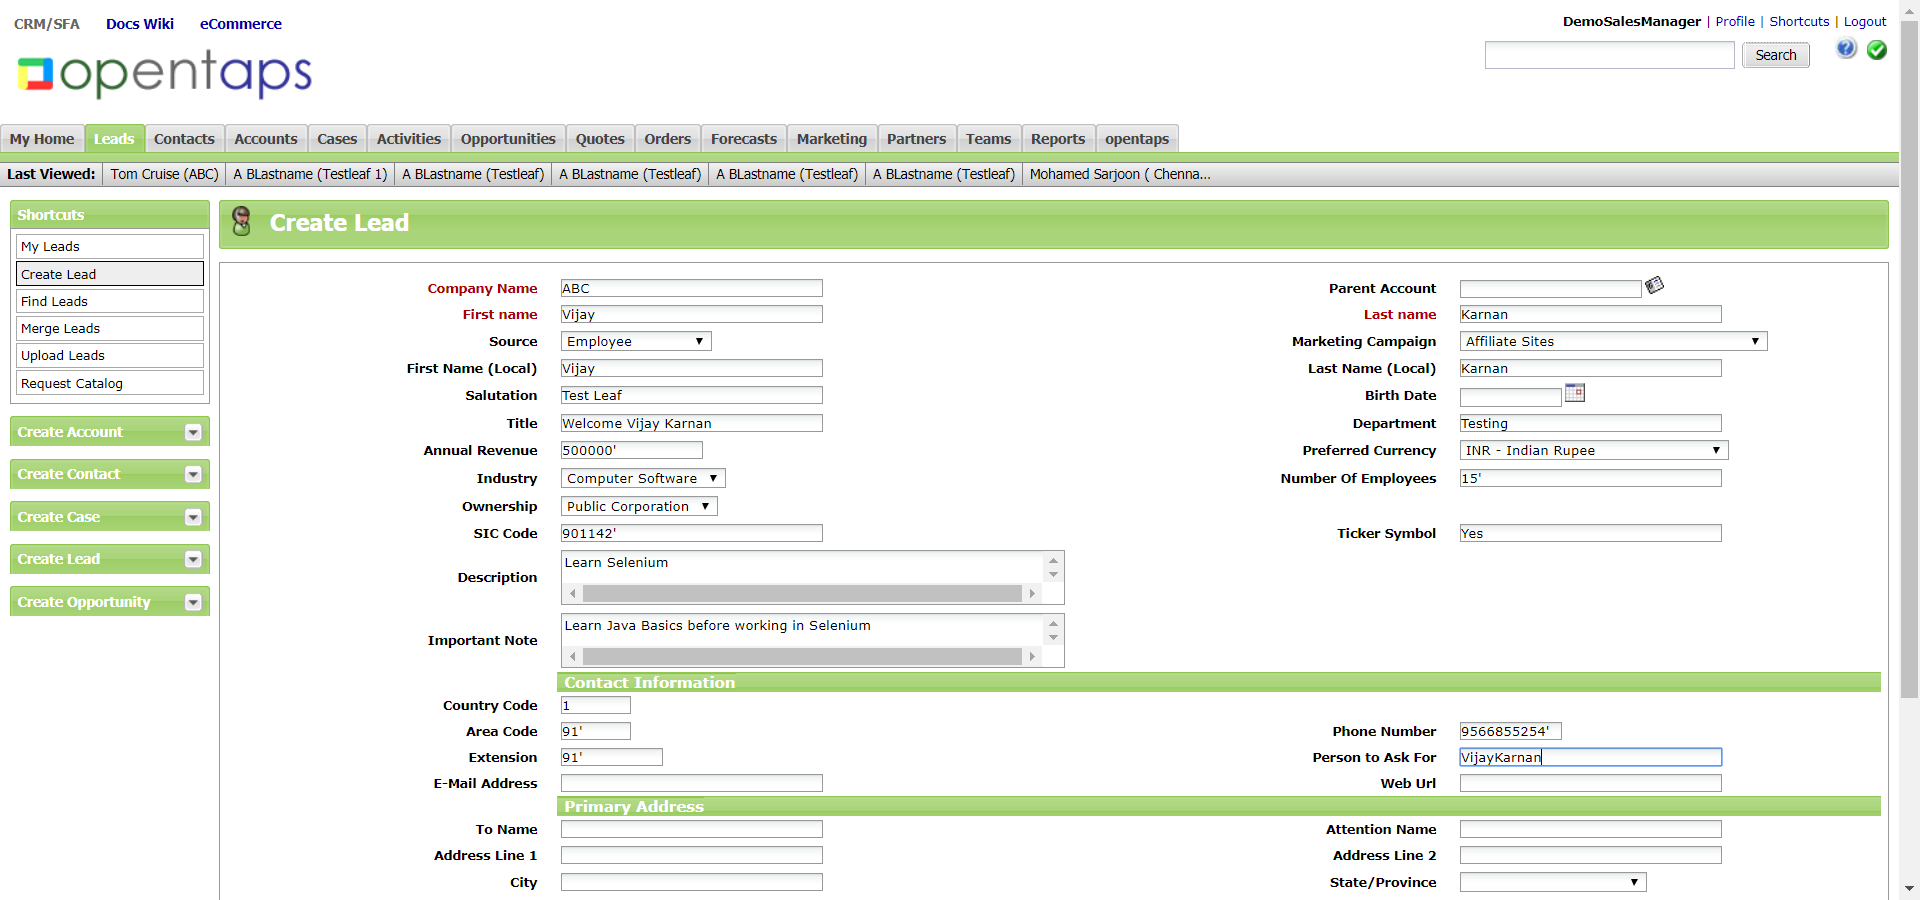 CRM/SFA Docs Wiki eCommerce
DemoSalesManager | Profile | Shortcuts | Logout
Search
opentaps
My Home Leads Contacts Accounts Cases Activities Opportunities Quotes Orders Forecasts Marketing Partners Teams Reports opentaps
Last Viewed: Tom Cruise (ABC) A BLastname (Testleaf 1) A BLastname (Testleaf) A BLastname (Testleaf) A BLastname (Testleaf) A BLastname (Testleaf) Mohamed Sarjoon ( Chenna...
Shortcuts
My Leads
Create Lead
Find Leads
Merge Leads
Upload Leads
Request Catalog
Create Account
Create Contact
Create Case
Create Lead
Create Opportunity
Create Lead
Company Name ABC Parent Account
First name Vijay Last name Karnan
Source Employee Marketing Campaign Affiliate Sites
First Name (Local) Vijay Last Name (Local) Karnan
Salutation Test Leaf Birth Date
Title Welcome Vijay Karnan Department Testing
Annual Revenue 500000' Preferred Currency INR - Indian Rupee
Industry Computer Software Number Of Employees 15'
Ownership Public Corporation
SIC Code 901142' Ticker Symbol Yes
Description Learn Selenium
Important Note Learn Java Basics before working in Selenium
Contact Information
Country Code 1
Area Code 91' Phone Number 9566855254'
Extension 91' Person to Ask For VijayKarnan
E-Mail Address Web Url
Primary Address
To Name Attention Name
Address Line 1 Address Line 2
City State/Province